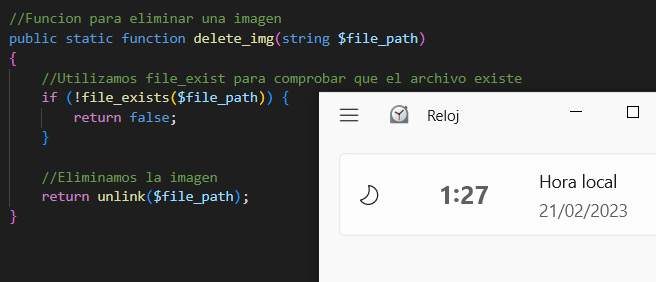 //Funcion para eliminar una imagen
public static function delete_img(string $file_path)
{
//Utilizamos file_exist para comprobar que el archivo existe
if (!file_exists($file_path)) {
return false;
}
//Eliminamos la imagen
return unlink($file_path);
}
Reloj
1:27
Hora local
21/02/2023